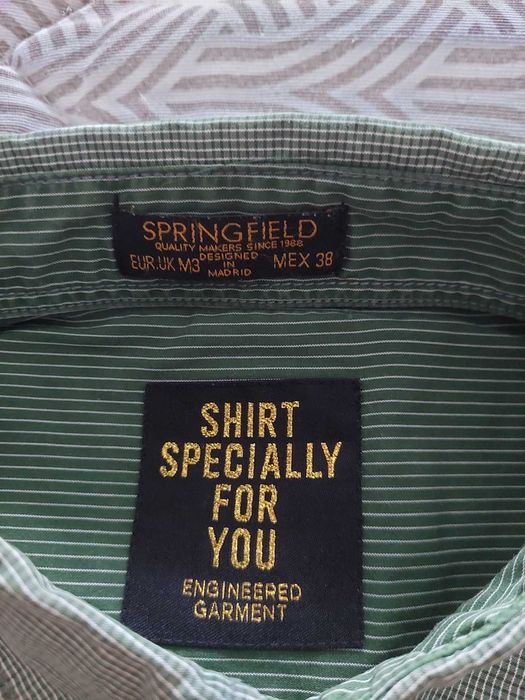 SPRINGFIELD
QUALITY MAKERS SINCE 1988
EUR.UK M3 DESIGNED IN MADRID MEX 38
SHIRT
SPECIALLY
FOR
YOU
ENGINEERED
GARMENT